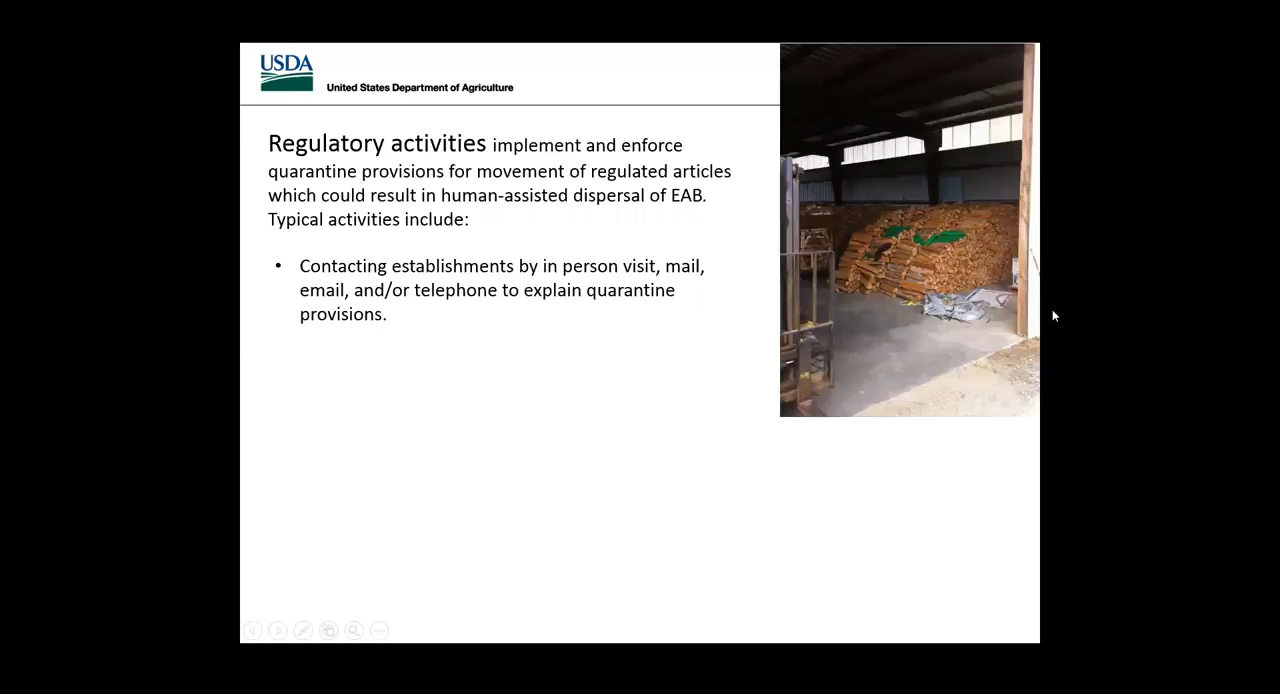 USDA
United States Department of Agriculture
Regulatory activities implement and enforce
quarantine provisions for movement of regulated articles
which could result in human-assisted dispersal of EAB.
Typical activities include:
• Contacting establishments by in person visit, mail,
email, and/or telephone to explain quarantine
provisions.